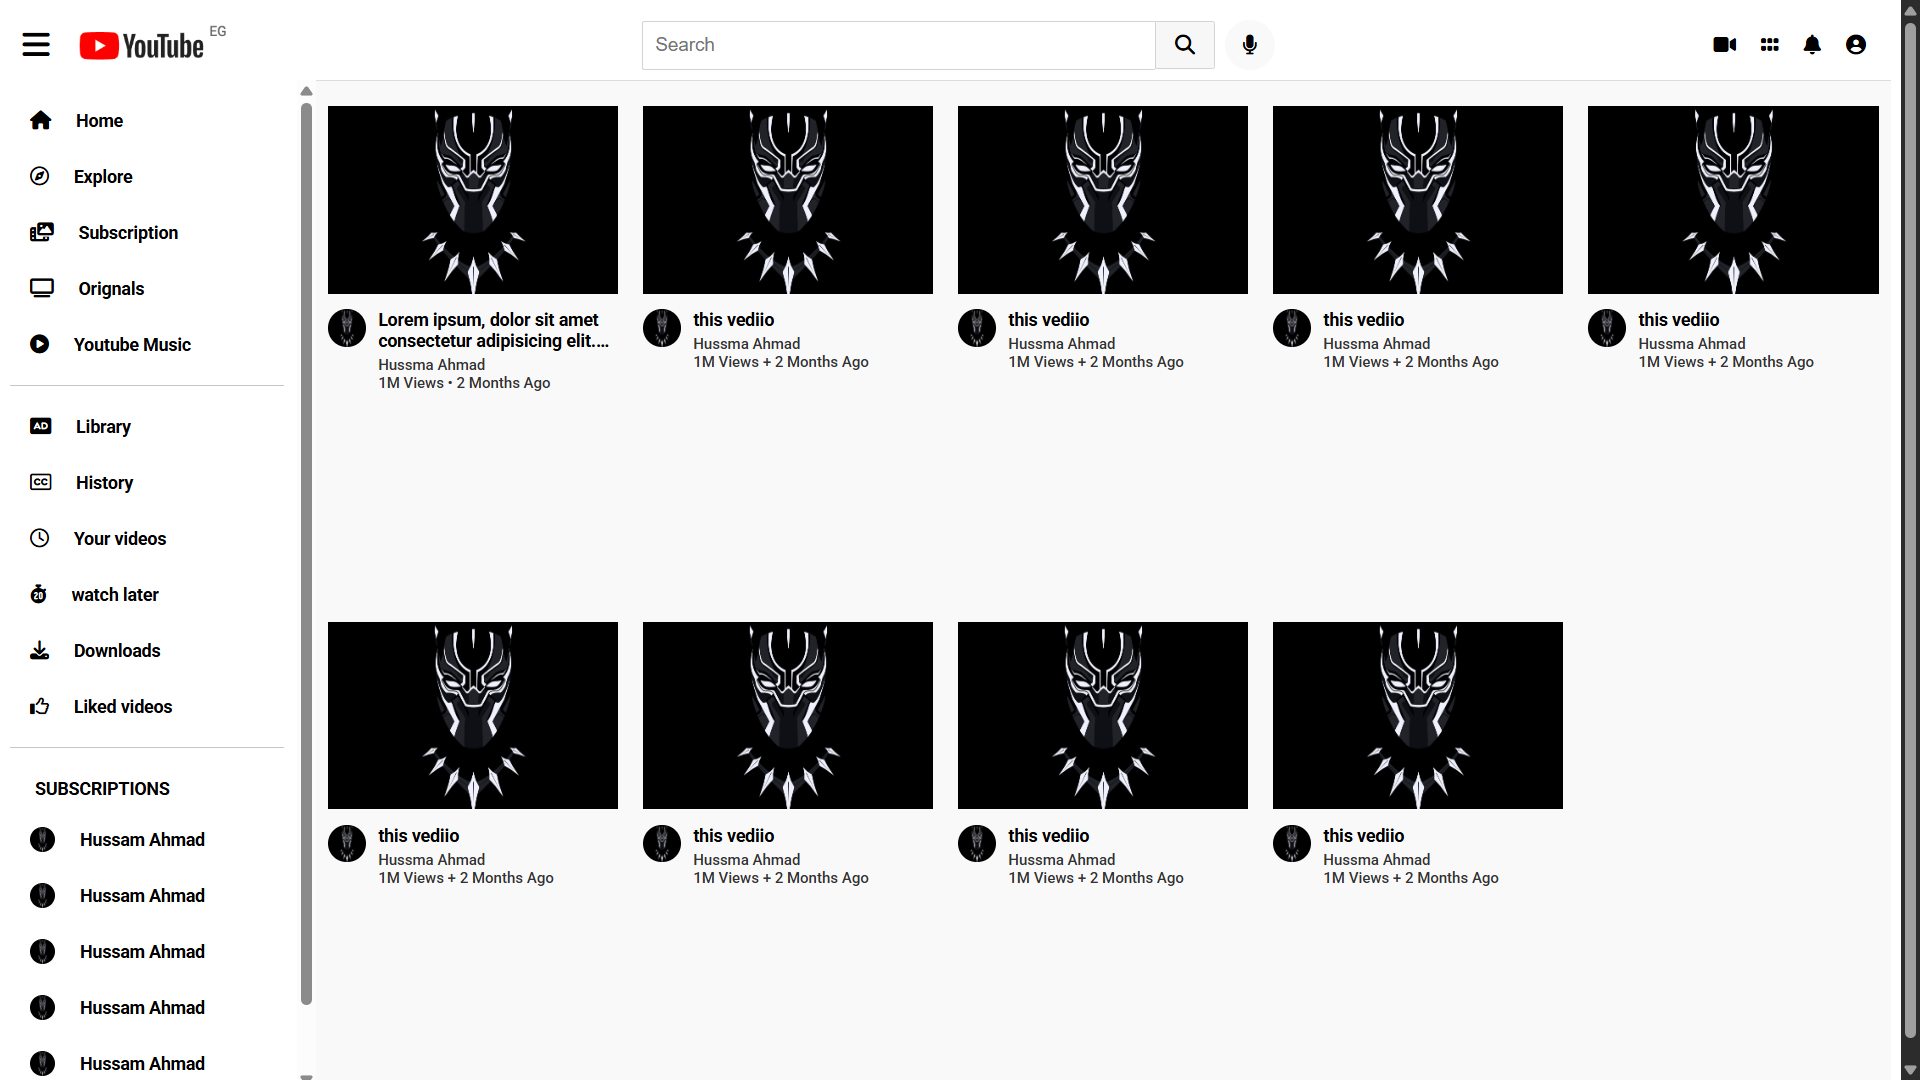 YouTube EG
Search
Home
Explore
Subscription
Orignals
Youtube Music
AD Library
CC History
Your videos
20 watch later
Downloads
Liked videos
SUBSCRIPTIONS
Hussam Ahmad
Hussam Ahmad
Hussam Ahmad
Hussam Ahmad
Hussam Ahmad
Lorem ipsum, dolor sit amet
consectetur adipisicing elit....
Hussma Ahmad
1M Views • 2 Months Ago
this vediio
Hussma Ahmad
1M Views + 2 Months Ago
this vediio
Hussma Ahmad
1M Views + 2 Months Ago
this vediio
Hussma Ahmad
1M Views + 2 Months Ago
this vediio
Hussma Ahmad
1M Views + 2 Months Ago
this vediio
Hussma Ahmad
1M Views + 2 Months Ago
this vediio
Hussma Ahmad
1M Views + 2 Months Ago
this vediio
Hussma Ahmad
1M Views + 2 Months Ago
this vediio
Hussma Ahmad
1M Views + 2 Months Ago